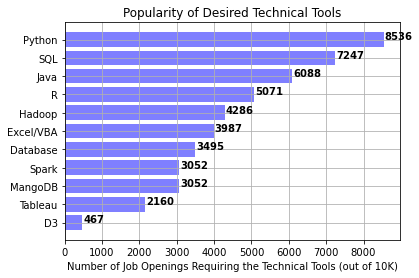 Popularity of Desired Technical Tools
Python 8536
SQL 7247
Java 6088
R 5071
Hadoop 4286
Excel/VBA 3987
Database 3495
Spark 3052
MangoDB 3052
Tableau 2160
D3 467
0 1000 2000 3000 4000 5000 6000 7000 8000
Number of Job Openings Requiring the Technical Tools (out of 10K)